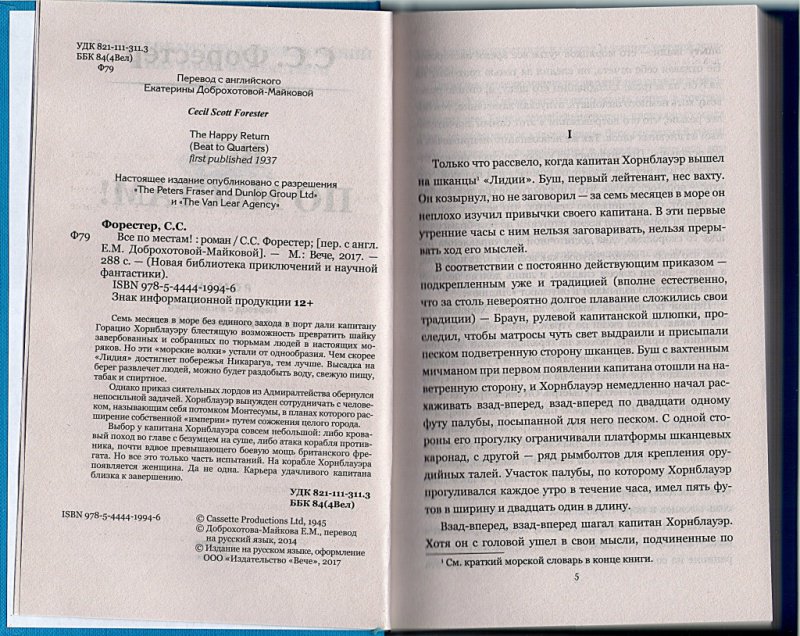 УДК 821-111-311.3
ББК 84(4Вел)
Ф79
Перевод с английского
Екатерины Доброхотовой-Майковой
Cecil Scott Forester
The Happy Return
(Beat to Quarters)
first published 1937
Настоящее издание опубликовано с разрешения
«The Peters Fraser and Dunlop Group Ltd»
и «The Van Lear Agency»
Форестер, С.С.
Ф79 Все по местам! : роман / С.С. Форестер; [пер. с англ.
Е.М. Доброхотовой-Майковой]. — М.: Вече, 2017. —
288 с. — (Новая библиотека приключений и научной
фантастики).
ISBN 978-5-4444-1994-6
Знак информационной продукции 12+
Семь месяцев в море без единого захода в порт дали капитану
Горацио Хорнблауэру блестящую возможность превратить шайку
завербованных и собранных по тюрьмам людей в настоящих мо-
ряков. Но эти «морские волки» устали от однообразия. Чем скорее
«Лидия» достигнет побережья Никарагуа, тем лучше. Высадка на
берег развлечет людей, можно будет раздобыть воду, свежую пищу,
табак и спиртное.
Однако приказ сиятельных лордов из Адмиралтейства обернулся
непосильной задачей. Хорнблауэр вынужден сотрудничать с челове-
ком, называющим себя потомком Монтесумы, в планах которого рас-
ширение собственной «империи» путем сожжения целого города.
Выбор у капитана Хорнблауэра совсем небольшой: либо крова-
вый поход во главе с безумцем на суше, либо атака корабля против-
ника, почти вдвое превышающего боевую мощь британского фре-
гата. Но все это только часть испытаний. На корабле Хорнблауэра
появляется женщина. Да не одна. Карьера удачливого капитана
близка к завершению.
УДК 821-111-311.3
ББК 84(4Вел)
ISBN 978-5-4444-1994-6
© Cassette Productions Ltd, 1945
© Доброхотова-Майкова Е.М., перевод
на русский язык, 2014
© Издание на русском языке, оформление
ООО «Издательство «Вече», 2017
I
Только что рассвело, когда капитан Хорнблауэр вышел
на шканцы¹ «Лидии». Буш, первый лейтенант, нес вахту.
Он козырнул, но не заговорил — за семь месяцев в море он
неплохо изучил привычки своего капитана. В эти первые
утренние часы с ним нельзя заговаривать, нельзя преры-
вать ход его мыслей.
В соответствии с постоянно действующим приказом —
подкрепленным уже и традицией (вполне естественно,
что за столь невероятно долгое плавание сложились свои
традиции) — Браун, рулевой капитанской шлюпки, про-
следил, чтобы матросы чуть свет выдраили и присыпали
песком подветренную сторону шканцев. Буш с вахтенным
мичманом при первом появлении капитана отошли на на-
ветренную сторону, и Хорнблауэр немедленно начал рас-
хаживать взад-вперед, взад-вперед по двадцати одному
футу палубы, посыпанной для него песком. С одной сто-
роны его прогулку ограничивали платформы шканцевых
каронад, с другой — ряд рымболтов для крепления ору-
дийных талей. Участок палубы, по которому Хорнблауэр
прогуливался каждое утро в течение часа, имел пять фу-
тов в ширину и двадцать один в длину.
Взад-вперед, взад-вперед шагал капитан Хорнблауэр.
Хотя он с головой ушел в свои мысли, подчиненные по
¹ См. краткий морской словарь в конце книги.
5